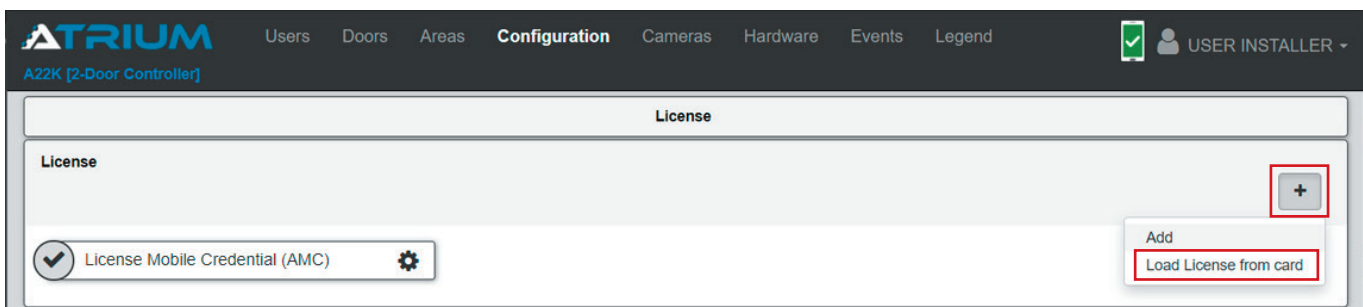 ATRIUM Users Doors Areas Configuration Cameras Hardware Events Legend USER INSTALLER
A22K [2-Door Controller]
License
License
+
Add
License Mobile Credential (AMC)
Load License from card